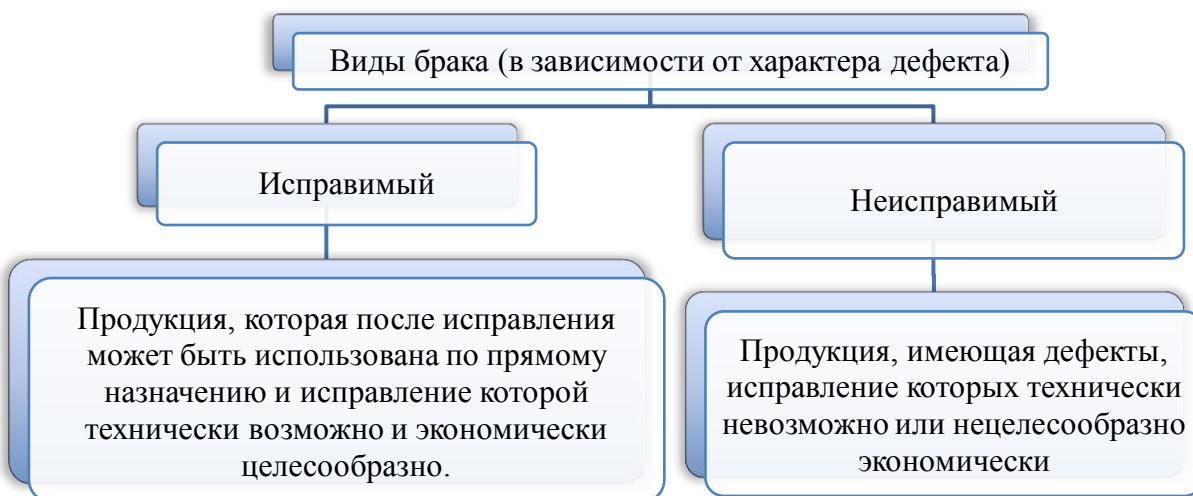 Виды брака (в зависимости от характера дефекта)
Исправимый
Неисправимый
Продукция, которая после исправления
может быть использована по прямому
назначению и исправление которой
технически возможно и экономически
целесообразно.
Продукция, имеющая дефекты,
исправление которых технически
невозможно или нецелесообразно
экономически